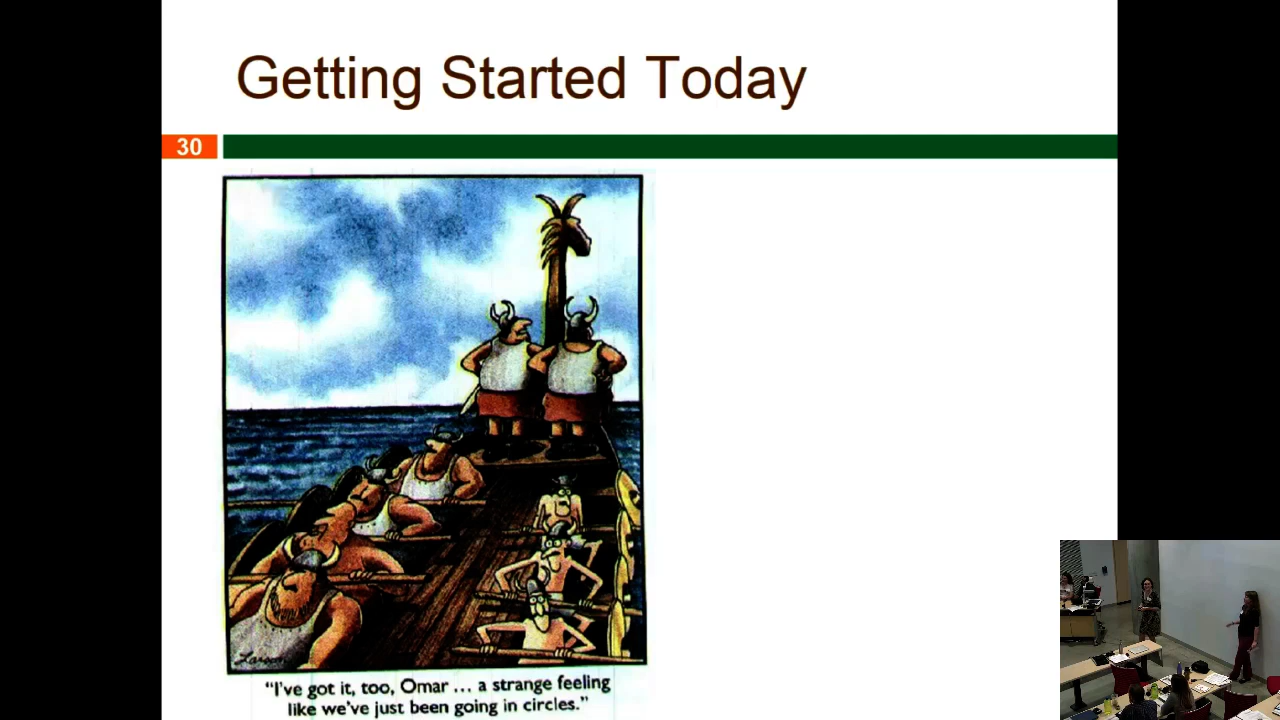 Getting Started Today
30
Larson
"I've got it, too, Omar ... a strange feeling
like we've just been going in circles."